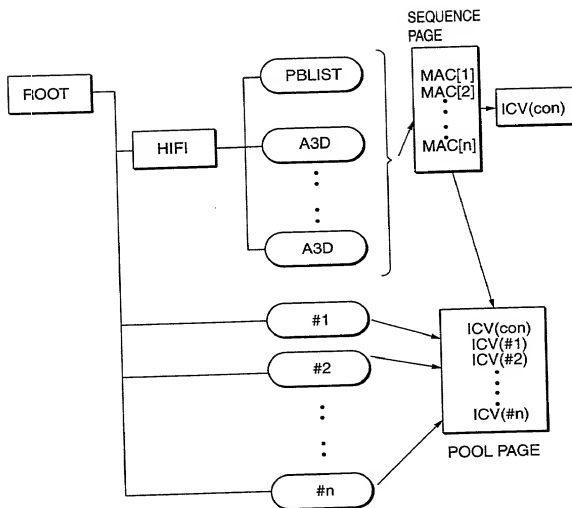 SEQUENCE
PAGE
ROOT
HIFI
PBLIST
A3D
A3D
MAC[1]
MAC[2]
MAC[n]
ICV(con)
#1
#2
#n
ICV(con)
ICV(#1)
ICV(#2)
ICV(#n)
POOL PAGE